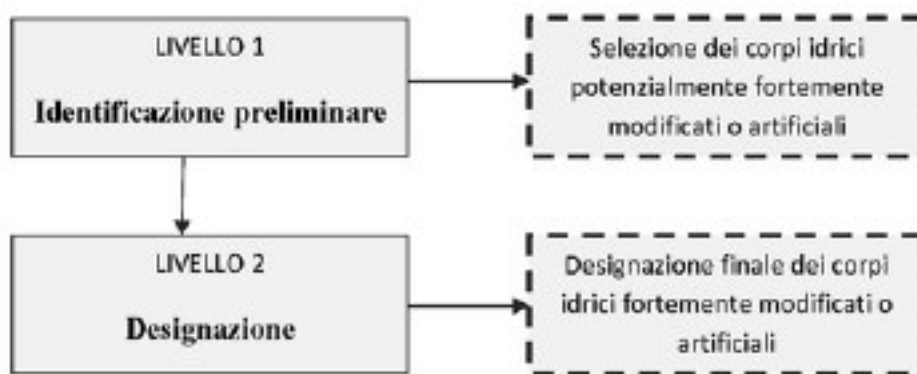 LIVELLO 1
Identificazione preliminare
Selezione dei corpi idrici
potenzialmente fortemente
modificati o artificiali
LIVELLO 2
Designazione
Designazione finale dei corpi
idrici fortemente modificati o
artificiali